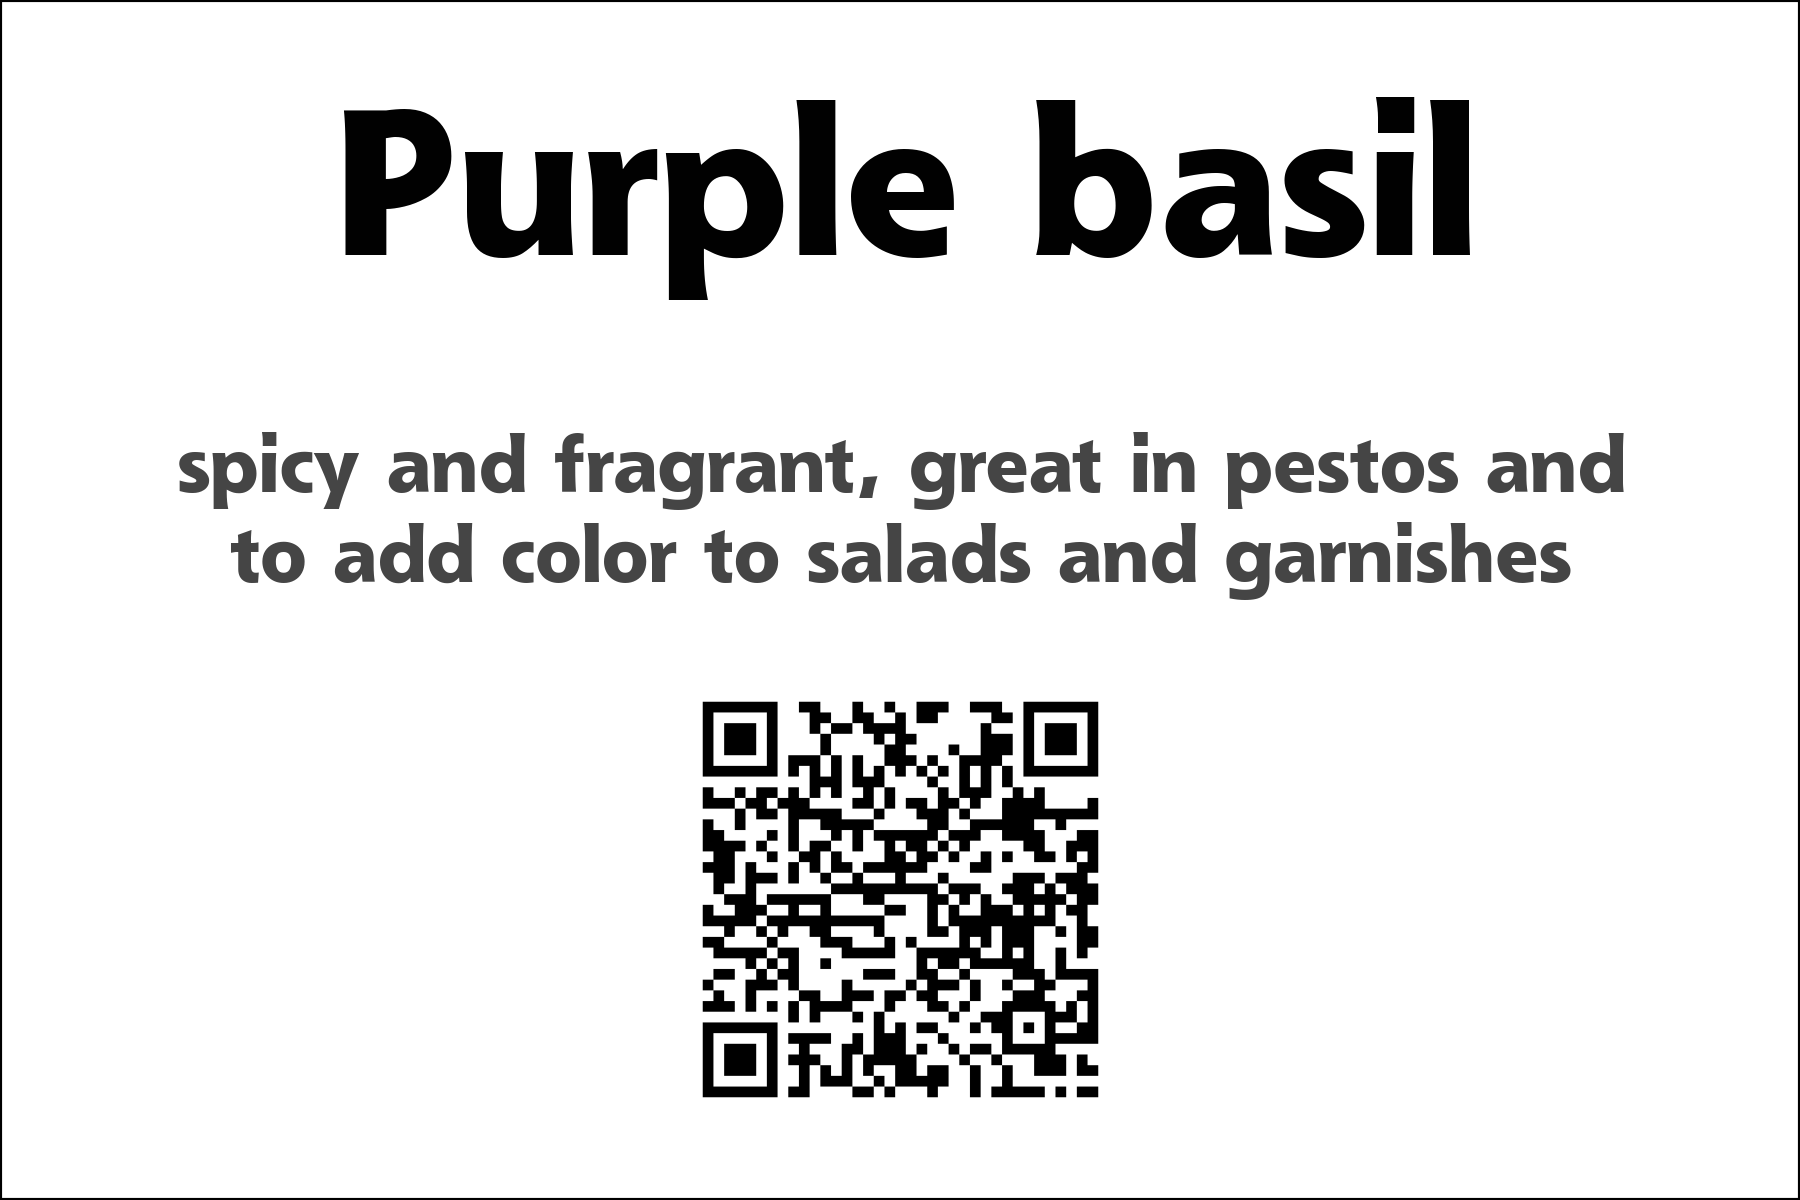 Purple basil
spicy and fragrant, great in pestos and
to add color to salads and garnishes